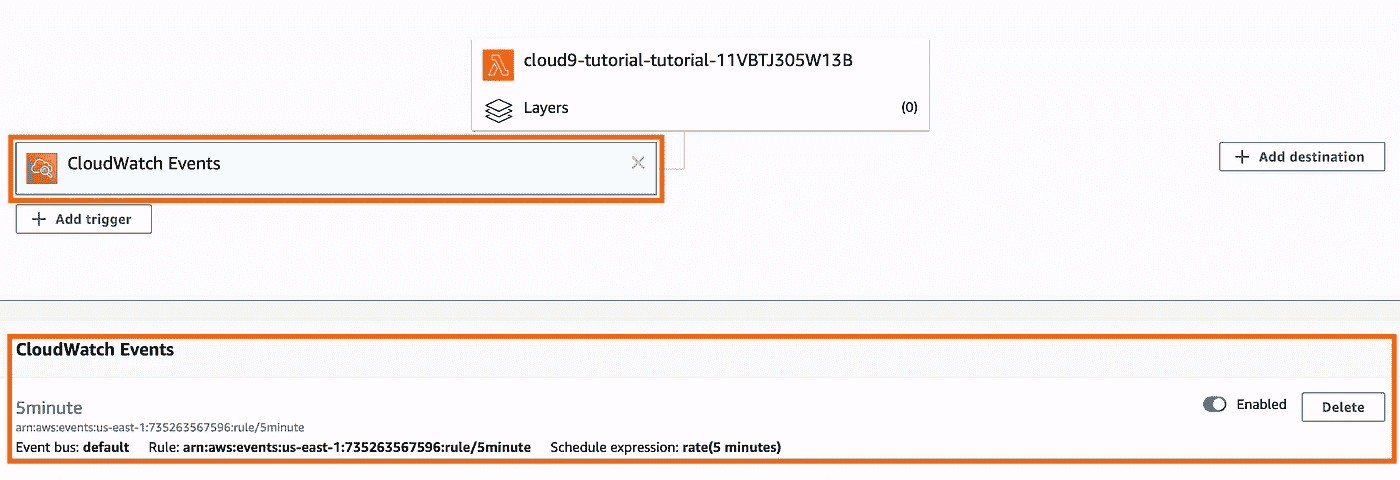 cloud9-tutorial-tutorial-11VBTJ305W13B
Layers (0)
CloudWatch Events
Add destination
Add trigger
CloudWatch Events
5minute
arn:aws:events:us-east-1:735263567596:rule/5minute
Enabled
Delete
Event bus: default Rule: arn:aws:events:us-east-1:735263567596:rule/5minute Schedule expression: rate(5 minutes)